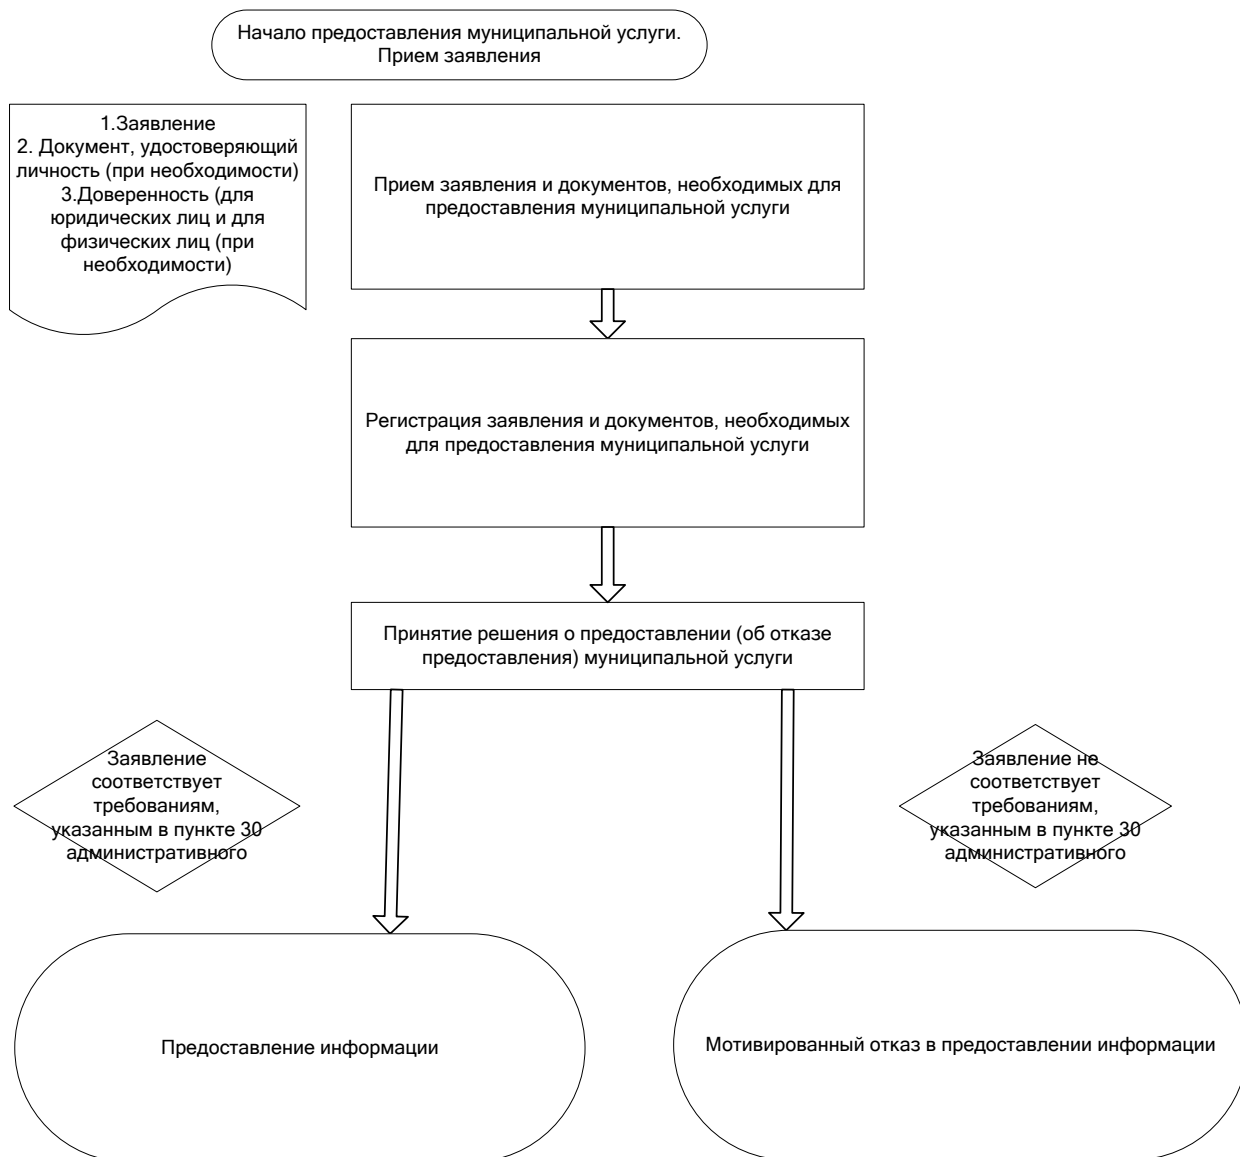 Начало предоставления муниципальной услуги.
Прием заявления
1.Заявление
2. Документ, удостоверяющий
личность (при необходимости)
3.Доверенность (для
юридических лиц и для
физических лиц (при
необходимости)
Прием заявления и документов, необходимых для
предоставления муниципальной услуги
Регистрация заявления и документов, необходимых
для предоставления муниципальной услуги
Принятие решения о предоставлении (об отказе
предоставления) муниципальной услуги
Заявление
соответствует
требованиям,
указанным в пункте 30
административного
Заявление не
соответствует
требованиям,
указанным в пункте 30
административного
Предоставление информации
Мотивированный отказ в предоставлении информации